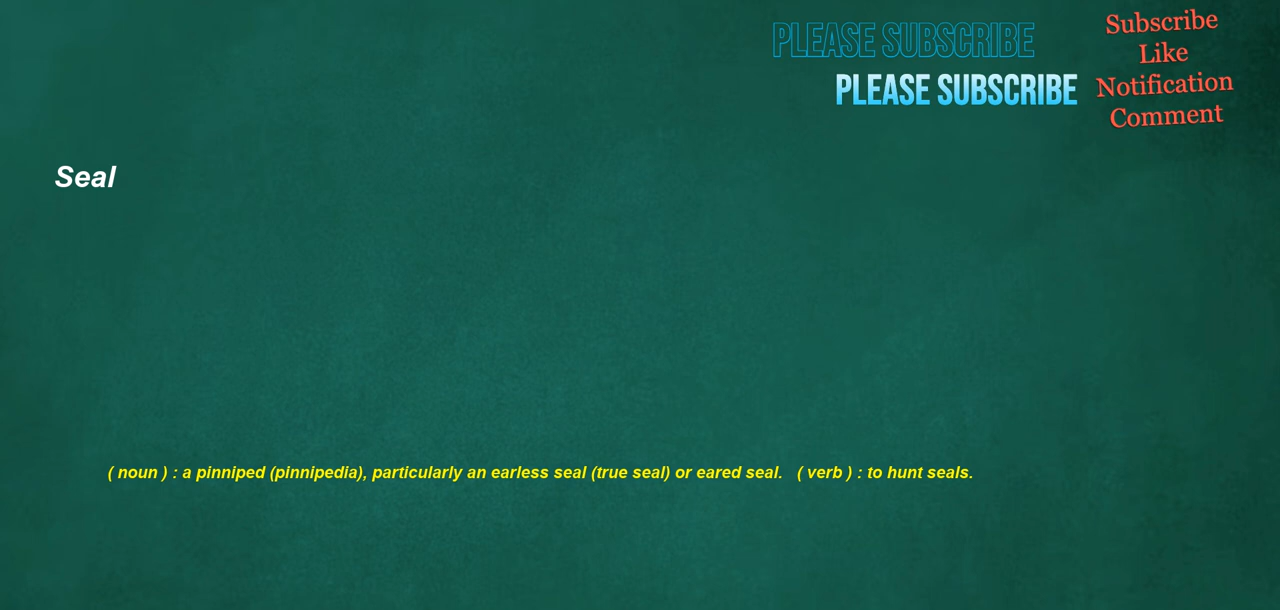 PLEASE SUBSCRIBE
PLEASE SUBSCRIBE
Subscribe
Like
Notification
Comment
Seal
( noun ) : a pinniped (pinnipedia), particularly an earless seal (true seal) or eared seal.   ( verb ) : to hunt seals.